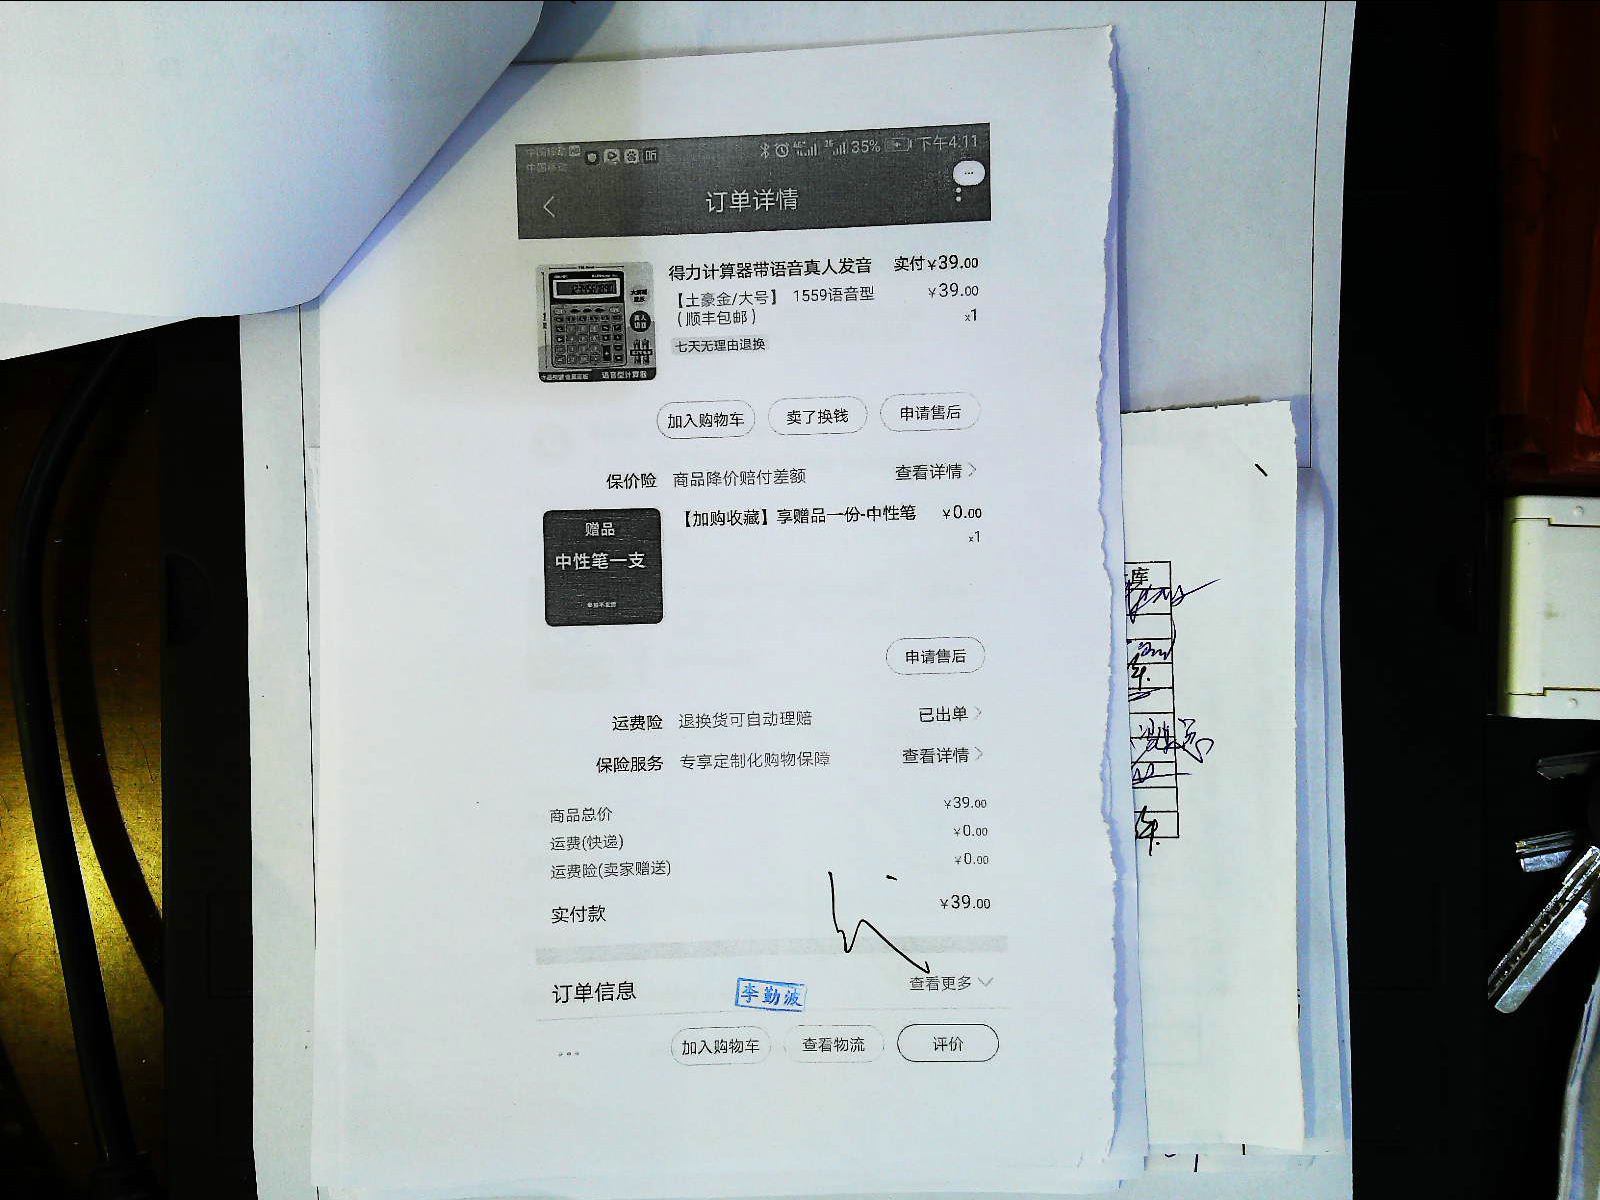 中国移动
中国移动
35% 下午4:11
订单详情
得力计算器带语音真人发音 实付¥39.00
【土豪金/大号】 1559语音型 ¥39.00
(顺丰包邮) x1
七天无理由退换
加入购物车 卖了换钱 申请售后
保价险 商品降价赔付差额 查看详情
赠品
中性笔一支
【加购收藏】享赠品一份-中性笔 ¥0.00
x1
申请售后
运费险 退换货可自动理赔 已出单
保险服务 专享定制化购物保障 查看详情
商品总价 ¥39.00
运费(快递) ¥0.00
运费险(卖家赠送) ¥0.00
实付款 ¥39.00
订单信息 李勤波 查看更多
加入购物车 查看物流 评价
库